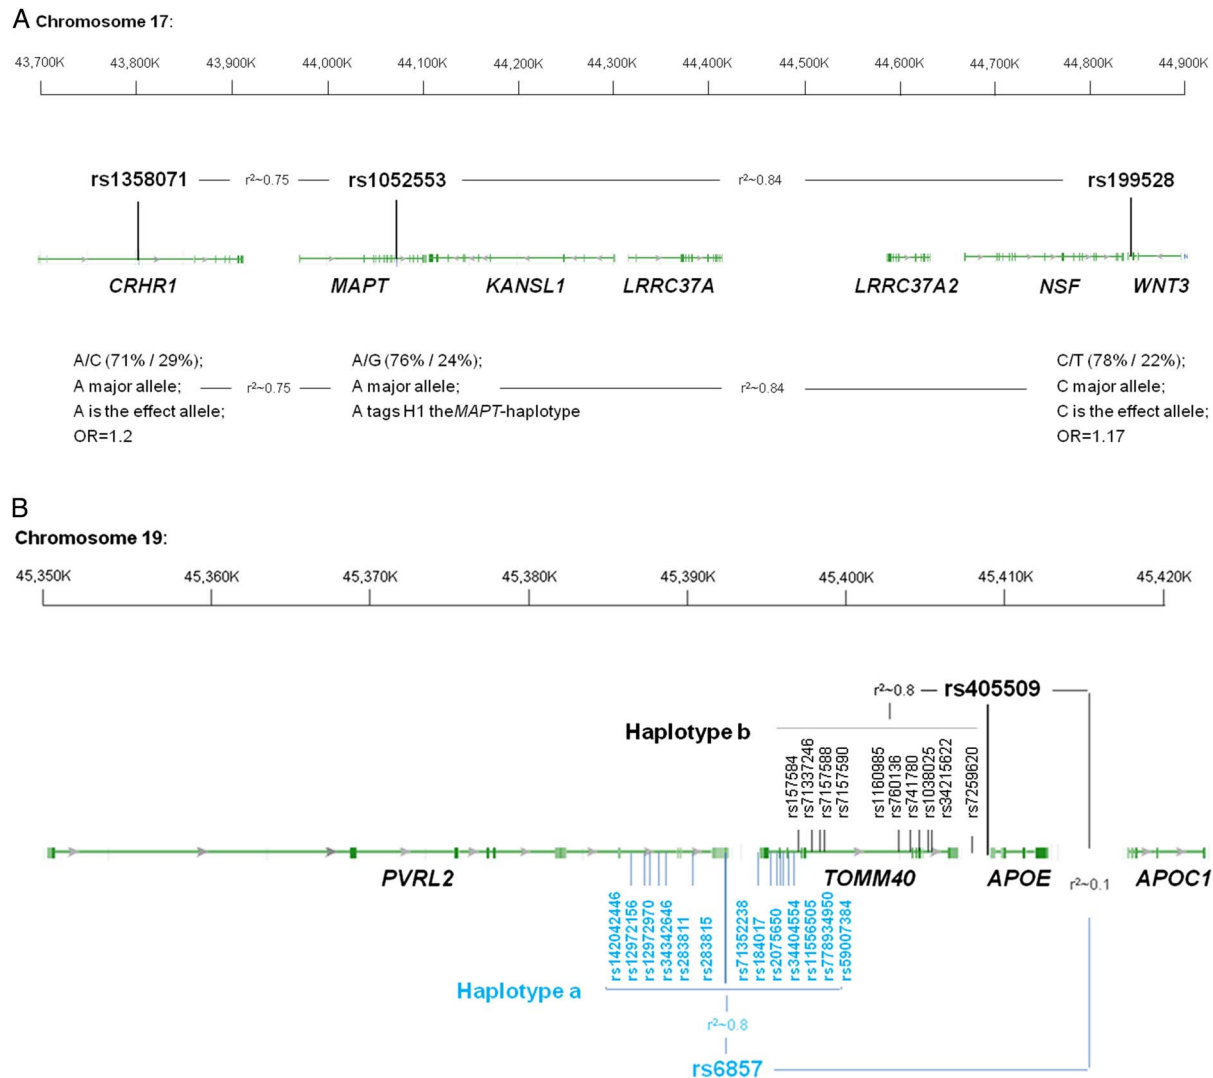 A Chromosome 17:
43,700K 43,800K 43,900K 44,000K 44,100K 44,200K 44,300K 44,400K 44,500K 44,600K 44,700K 44,800K 44,900K
rs1358071 r²~0.75 rs1052553 r²~0.84 rs199528
CRHR1 MAPT KANSL1 LRRC37A LRRC37A2 NSF WNT3
A/C (71% / 29%); A/G (76% / 24%); C/T (78% / 22%);
A major allele; r²~0.75 A major allele; r²~0.84 C major allele;
A is the effect allele; A tags H1 theMAPT-haplotype C is the effect allele;
OR=1.2 OR=1.17
B
Chromosome 19:
45,350K 45,360K 45,370K 45,380K 45,390K 45,400K 45,410K 45,420K
r²~0.8 rs405509
Haplotype b
rs157584
rs71337246
rs7157588
rs7157590
rs1160985
rs760136
rs741780
rs1038025
rs34215622
rs7259620
PVRL2 TOMM40 APOE r²~0.1 APOC1
rs142042446
rs12972156
rs12972970
rs34342646
rs283811
rs283815
rs71352238
rs184017
rs2075650
rs34404554
rs11556505
rs778934950
rs59007384
Haplotype a
r²~0.8
rs6857